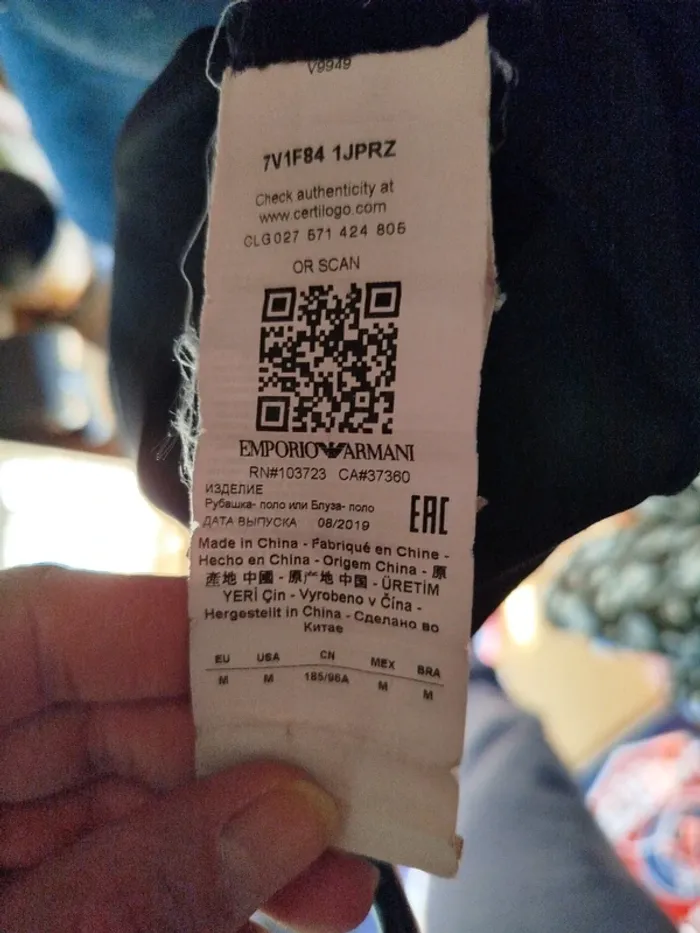 V9949
7V1F84 1JPRZ
Check authenticity at
www.certilogo.com
CLG027 571 424 806
OR SCAN
EMPORIO ARMANI
RN#103723 CA#37360
ИЗДЕЛИЕ
Рубашка- поло или Блуза- поло
ДАТА ВЫПУСКА 08/2019
EAC
Made in China - Fabriqué en Chine -
Hecho en China - Origem China - 原
產地 中國 - 原产地 中国 - ÜRETİM
YERİ Çin - Vyrobeno v Čína -
Hergestellt in China - Сделано во
Китае
EU USA CN MEX BRA
M M 185/96A M M